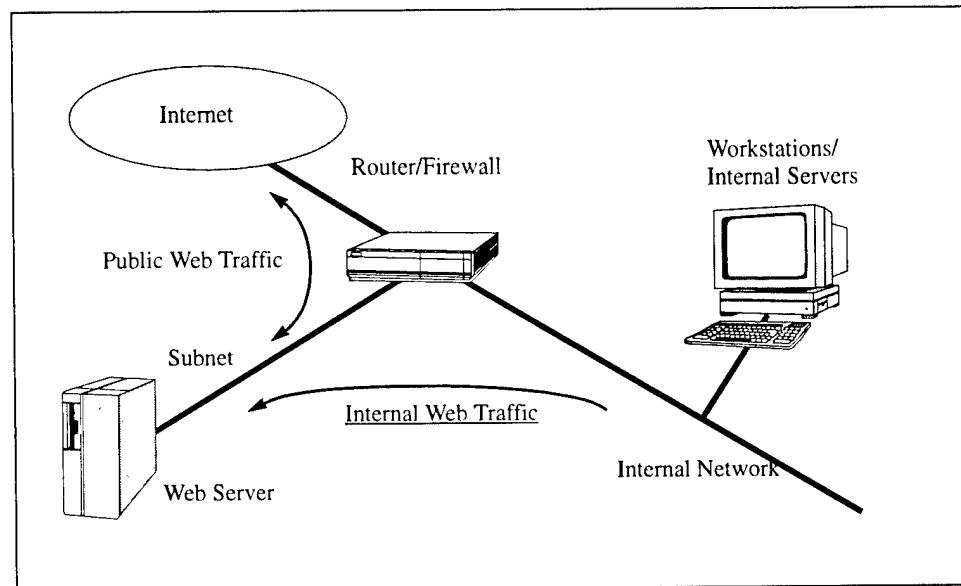 Internet
Router/Firewall
Workstations/
Internal Servers
Public Web Traffic
Subnet
Internal Web Traffic
Internal Network
Web Server